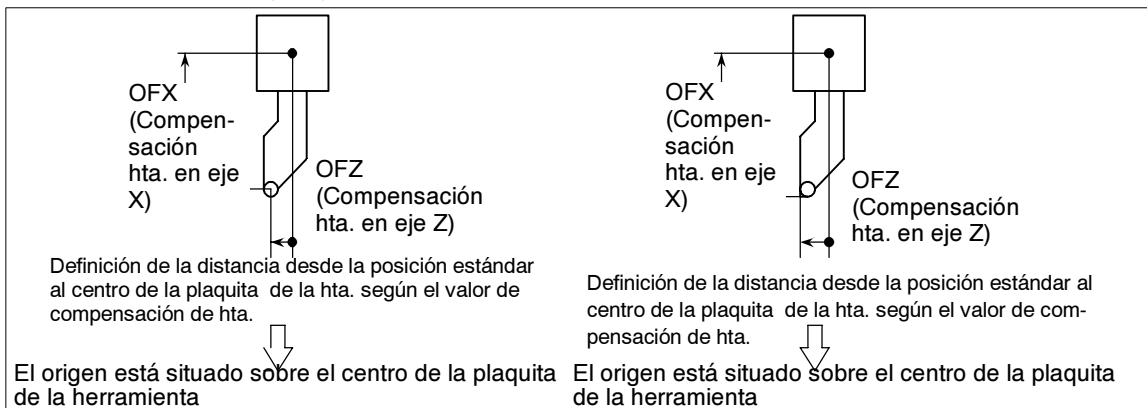 OFX
(Compen-
sación
hta. en eje
X)
OFZ
(Compensación
hta. en eje Z)
Definición de la distancia desde la posición estándar
al centro de la plaquita de la hta. según el valor de
compensación de hta.
El origen está situado sobre el centro de la plaquita
de la herramienta
OFX
(Compen-
sación
hta. en eje
X)
OFZ
(Compensación
hta. en eje Z)
Definición de la distancia desde la posición estándar al
centro de la plaquita de la hta. según el valor de com-
pensación de hta.
El origen está situado sobre el centro de la plaquita
de la herramienta